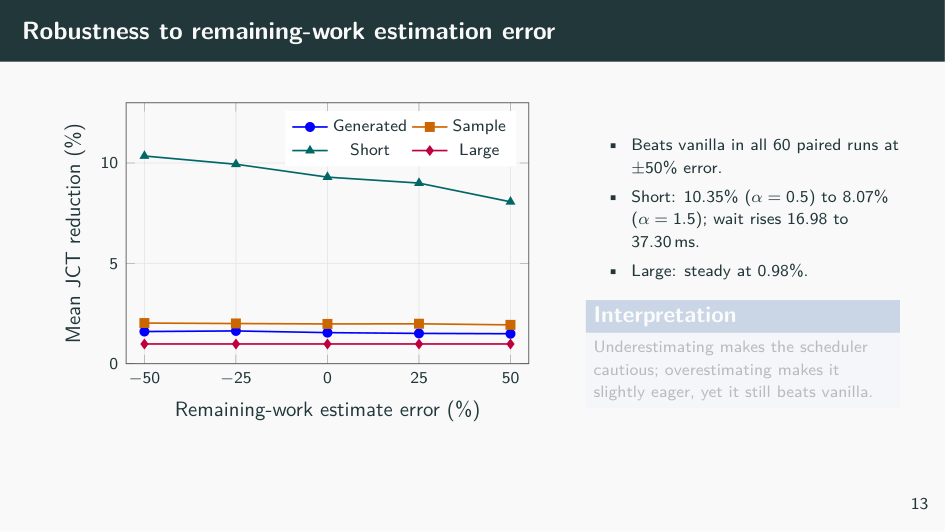 Robustness to remaining-work estimation error
Mean JCT reduction (%)
10
5
0
Generated
Sample
Short
Large
−50
−25
0
25
50
Remaining-work estimate error (%)
▪ Beats vanilla in all 60 paired runs at
±50% error.
▪ Short: 10.35% (α = 0.5) to 8.07%
(α = 1.5); wait rises 16.98 to
37.30 ms.
▪ Large: steady at 0.98%.
Interpretation
Underestimating makes the scheduler
cautious; overestimating makes it
slightly eager, yet it still beats vanilla.
13